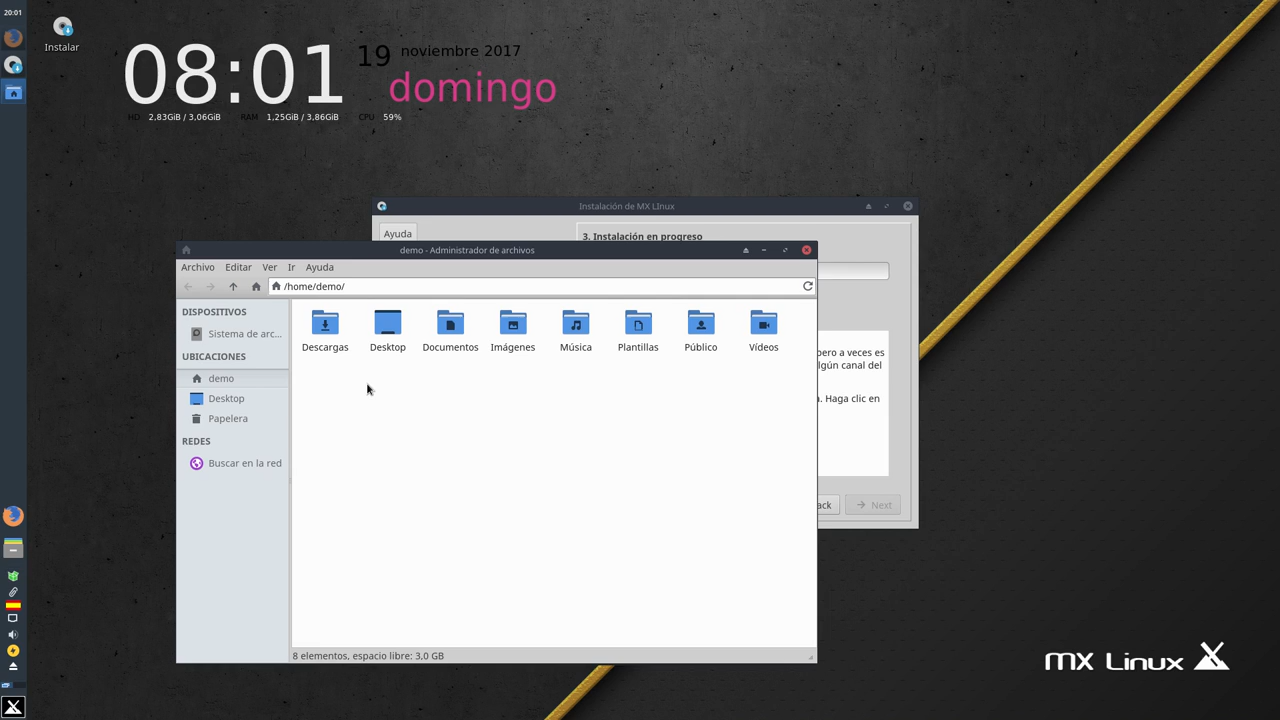 20:01
Instalar
08:01
19 noviembre 2017
domingo
HD 2,83GiB / 3,06GiB RAM 1,25GiB / 3,86GiB CPU 59%
Instalación de MX LInux
Ayuda
3. Instalación en progreso
demo - Administrador de archivos
Archivo Editar Ver Ir Ayuda
/home/demo/
DISPOSITIVOS
Sistema de arc...
UBICACIONES
demo
Desktop
Papelera
REDES
Buscar en la red
Descargas Desktop Documentos Imágenes Música Plantillas Público Vídeos
pero a veces es
lgún canal del
a. Haga clic en
ack Next
8 elementos, espacio libre: 3,0 GB
MX Linux